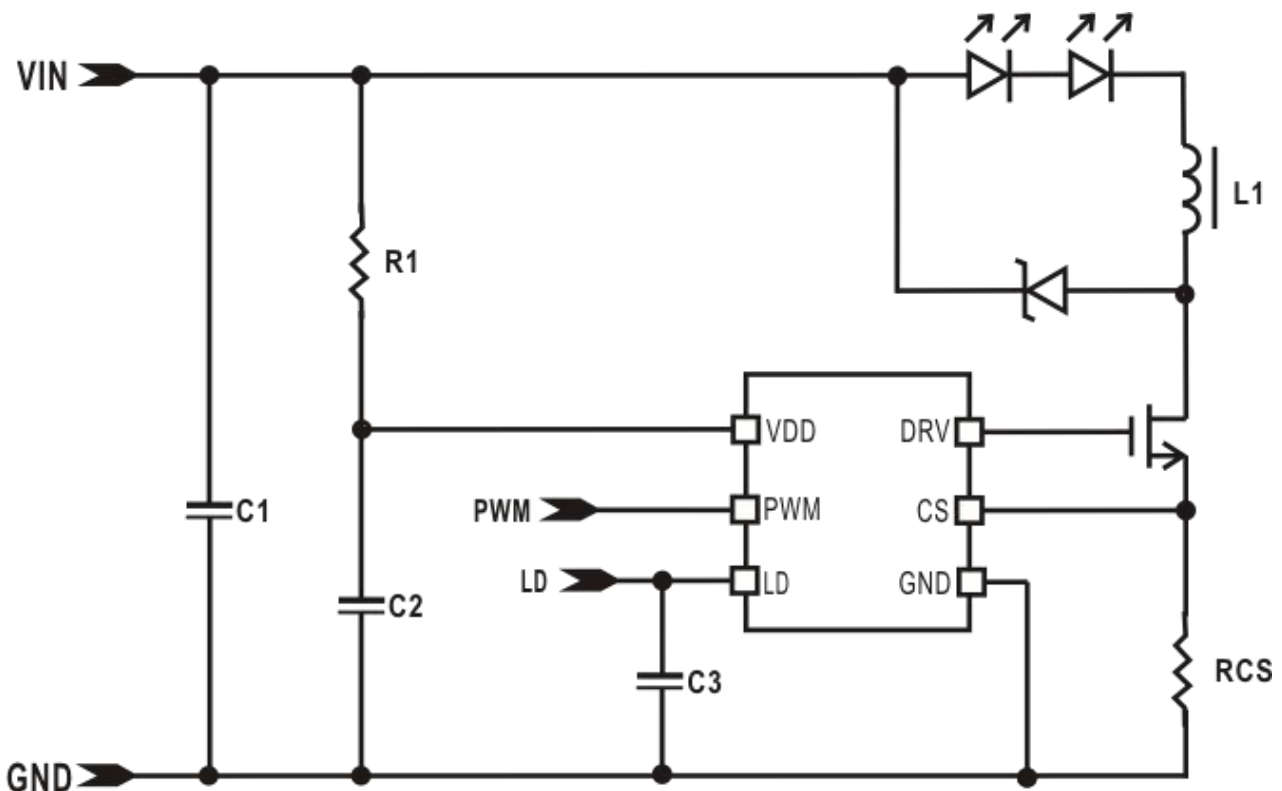 VIN
L1
R1
VDD DRV
C1
PWM PWM CS
LD LD GND
C2
C3
RCS
GND